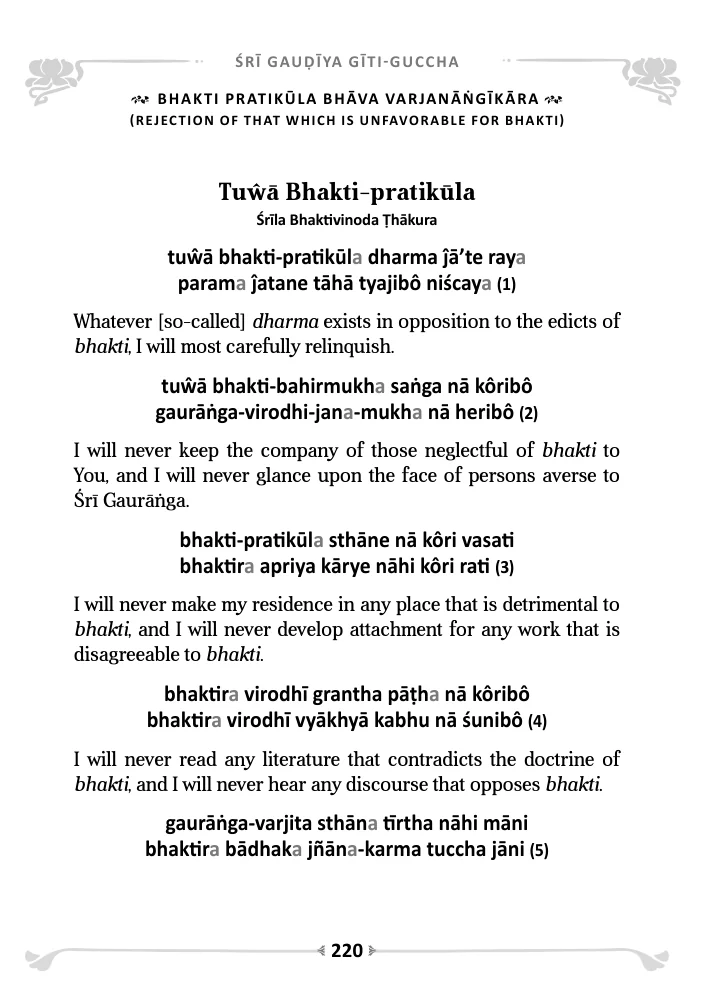 ŚRĪ GAUḌĪYA GĪTI-GUCCHA
BHAKTI PRATIKŪLA BHĀVA VARJANĀṄGĪKĀRA
(REJECTION OF THAT WHICH IS UNFAVORABLE FOR BHAKTI)
Tuŵā Bhakti-pratikūla
Śrīla Bhaktivinoda Ṭhākura
tuŵā bhakti-pratikūla dharma ĵā’te raya
parama ĵatane tāhā tyajibô niścaya (1)
Whatever [so-called] dharma exists in opposition to the edicts of
bhakti, I will most carefully relinquish.
tuŵā bhakti-bahirmukha saṅga nā kôribô
gaurāṅga-virodhi-jana-mukha nā heribô (2)
I will never keep the company of those neglectful of bhakti to
You, and I will never glance upon the face of persons averse to
Śrī Gaurāṅga.
bhakti-pratikūla sthāne nā kôri vasati
bhaktira apriya kārye nāhi kôri rati (3)
I will never make my residence in any place that is detrimental to
bhakti, and I will never develop attachment for any work that is
disagreeable to bhakti.
bhaktira virodhī grantha pāṭha nā kôribô
bhaktira virodhī vyākhyā kabhu nā śunibô (4)
I will never read any literature that contradicts the doctrine of
bhakti, and I will never hear any discourse that opposes bhakti.
gaurāṅga-varjita sthāna tīrtha nāhi māni
bhaktira bādhaka jñāna-karma tuccha jāni (5)
220